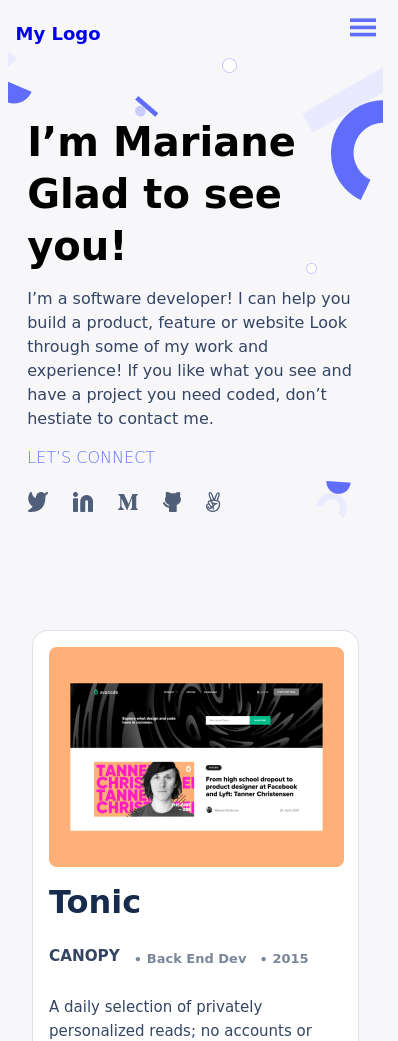 My Logo
I’m Mariane
Glad to see
you!
I’m a software developer! I can help you
build a product, feature or website Look
through some of my work and
experience! If you like what you see and
have a project you need coded, don’t
hestiate to contact me.
LET’S CONNECT
Explore what design and code
have in common.
SUBSCRIBE
TANNER
CHRIS
From high school dropout to
product designer at Facebook
and Lyft: Tanner Christensen
Tonic
CANOPY • Back End Dev • 2015
A daily selection of privately
personalized reads; no accounts or